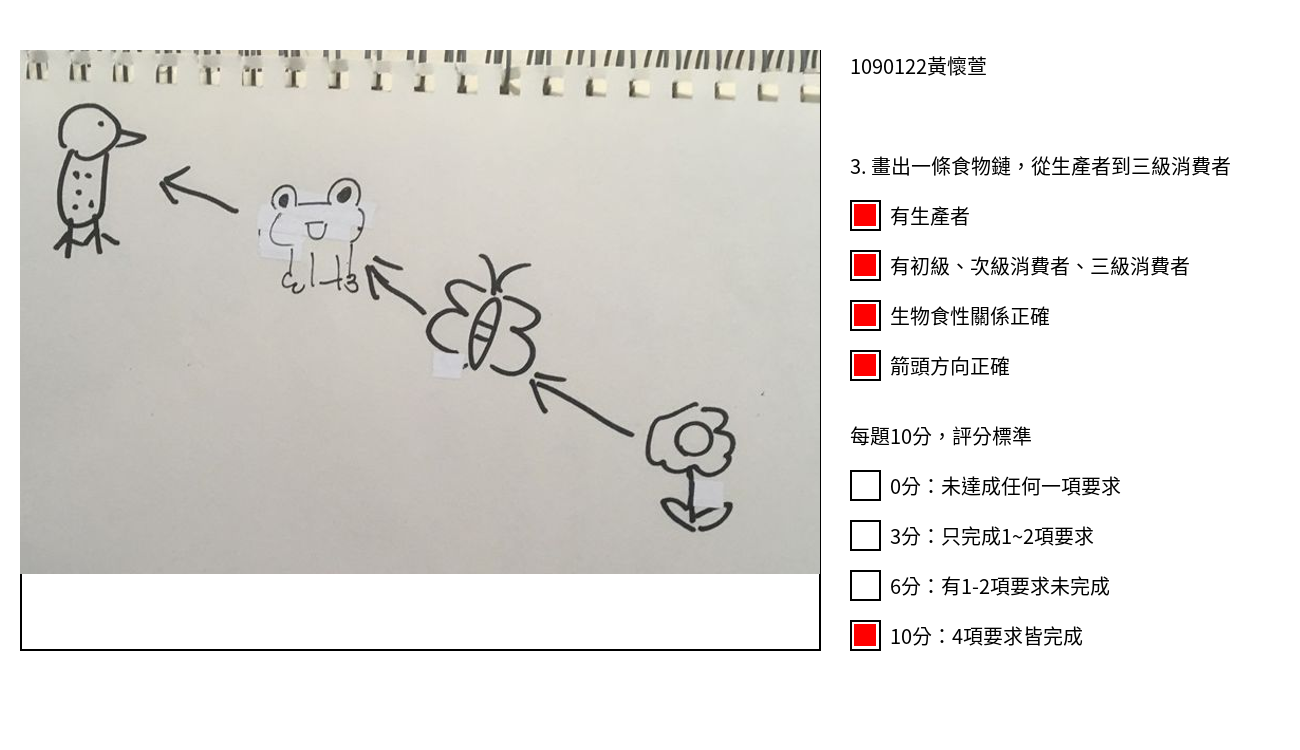 1090122黃懷萱
3. 畫出一條食物鏈，從生產者到三級消費者
有生產者
有初級、次級消費者、三級消費者
生物食性關係正確
箭頭方向正確
每題10分，評分標準
0分：未達成任何一項要求
3分：只完成1~2項要求
6分：有1-2項要求未完成
10分：4項要求皆完成